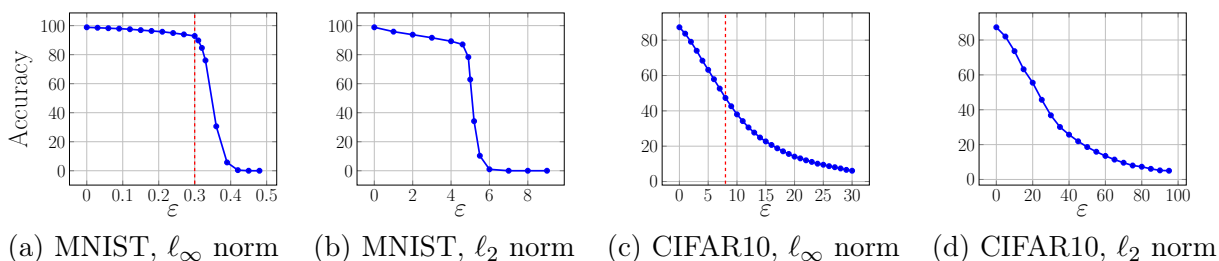 Accuracy
100
80
60
40
20
0
0 0.1 0.2 0.3 0.4 0.5
ε
(a) MNIST, ℓ∞ norm
100
80
60
40
20
0
0 2 4 6 8
ε
(b) MNIST, ℓ2 norm
100
80
60
40
20
0
0 5 10 15 20 25 30
ε
(c) CIFAR10, ℓ∞ norm
100
80
60
40
20
0
0 20 40 60 80 100
ε
(d) CIFAR10, ℓ2 norm